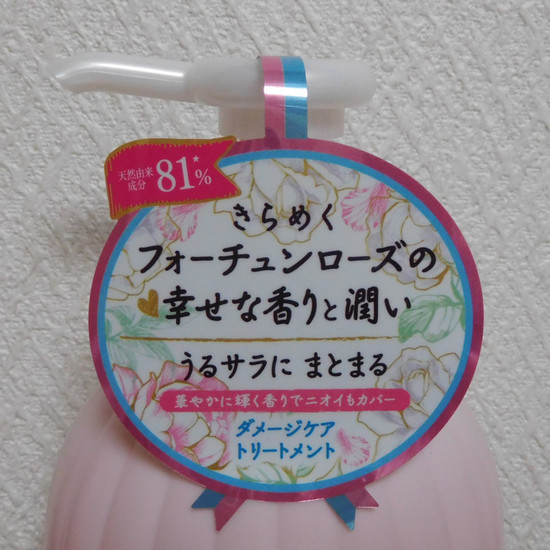 天然由来
成分 81*%
きらめく
フォーチュンローズの
幸せな香りと潤い
うるサラに まとまる
華やかに輝く香りでニオイもカバー
ダメージケア
トリートメント